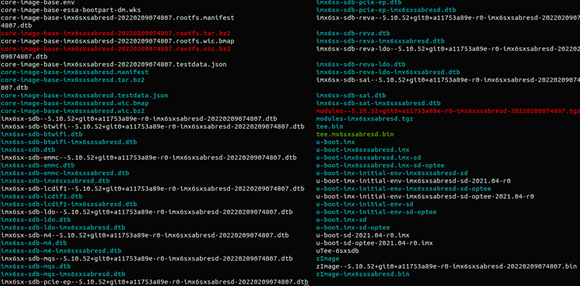 core-image-base.env
core-image-base-essa-bootpart-dm.wks
core-image-base-imx6sxsabresd-20220209074807.rootfs.manifest
core-image-base-imx6sxsabresd-20220209074807.rootfs.tar.bz2
core-image-base-imx6sxsabresd-20220209074807.rootfs.wic.bmap
core-image-base-imx6sxsabresd-20220209074807.rootfs.wic.bz2
core-image-base-imx6sxsabresd-20220209074807.testdata.json
core-image-base-imx6sxsabresd.manifest
core-image-base-imx6sxsabresd.tar.bz2
core-image-base-imx6sxsabresd.testdata.json
core-image-base-imx6sxsabresd.wic.bmap
core-image-base-imx6sxsabresd.wic.bz2
imx6sx-sdb--5.10.52+git0+a11753a89e-r0-imx6sxsabresd-20220209074807.dtb
imx6sx-sdb-btwifi--5.10.52+git0+a11753a89e-r0-imx6sxsabresd-20220209074807.dtb
imx6sx-sdb-btwifi.dtb
imx6sx-sdb-btwifi-imx6sxsabresd.dtb
imx6sx-sdb.dtb
imx6sx-sdb-emmc--5.10.52+git0+a11753a89e-r0-imx6sxsabresd-20220209074807.dtb
imx6sx-sdb-emmc.dtb
imx6sx-sdb-emmc-imx6sxsabresd.dtb
imx6sx-sdb-imx6sxsabresd.dtb
imx6sx-sdb-lcdif1--5.10.52+git0+a11753a89e-r0-imx6sxsabresd-20220209074807.dtb
imx6sx-sdb-lcdif1.dtb
imx6sx-sdb-lcdif1-imx6sxsabresd.dtb
imx6sx-sdb-ldo--5.10.52+git0+a11753a89e-r0-imx6sxsabresd-20220209074807.dtb
imx6sx-sdb-ldo.dtb
imx6sx-sdb-ldo-imx6sxsabresd.dtb
imx6sx-sdb-m4--5.10.52+git0+a11753a89e-r0-imx6sxsabresd-20220209074807.dtb
imx6sx-sdb-m4.dtb
imx6sx-sdb-m4-imx6sxsabresd.dtb
imx6sx-sdb-mqs--5.10.52+git0+a11753a89e-r0-imx6sxsabresd-20220209074807.dtb
imx6sx-sdb-mqs.dtb
imx6sx-sdb-mqs-imx6sxsabresd.dtb
imx6sx-sdb-pcie-ep--5.10.52+git0+a11753a89e-r0-imx6sxsabresd-20220209074807.dtb
imx6sx-sdb-pcie-ep.dtb
imx6sx-sdb-pcie-ep-imx6sxsabresd.dtb
imx6sx-sdb-reva--5.10.52+git0+a11753a89e-r0-imx6sxsabresd-2022020907
4807.dtb
imx6sx-sdb-reva.dtb
imx6sx-sdb-reva-imx6sxsabresd.dtb
imx6sx-sdb-reva-ldo--5.10.52+git0+a11753a89e-r0-imx6sxsabresd-202202
09074807.dtb
imx6sx-sdb-reva-ldo.dtb
imx6sx-sdb-reva-ldo-imx6sxsabresd.dtb
imx6sx-sdb-sai--5.10.52+git0+a11753a89e-r0-imx6sxsabresd-20220209074
807.dtb
imx6sx-sdb-sai.dtb
imx6sx-sdb-sai-imx6sxsabresd.dtb
modules--5.10.52+git0+a11753a89e-r0-imx6sxsabresd-20220209074807.tgz
modules-imx6sxsabresd.tgz
tee.bin
tee.mx6sxsabresd.bin
u-boot.imx
u-boot-imx6sxsabresd.imx
u-boot-imx6sxsabresd.imx-sd
u-boot-imx6sxsabresd.imx-sd-optee
u-boot-imx-initial-env-imx6sxsabresd-sd
u-boot-imx-initial-env-imx6sxsabresd-sd-2021.04-r0
u-boot-imx-initial-env-imx6sxsabresd-sd-optee
u-boot-imx-initial-env-imx6sxsabresd-sd-optee-2021.04-r0
u-boot-imx-initial-env-sd
u-boot-imx-initial-env-sd-optee
u-boot.imx-sd
u-boot.imx-sd-optee
u-boot-sd-2021.04-r0.imx
u-boot-sd-optee-2021.04-r0.imx
uTee-6sxsdb
zImage
zImage--5.10.52+git0+a11753a89e-r0-imx6sxsabresd-20220209074807.bin
zImage-imx6sxsabresd.bin